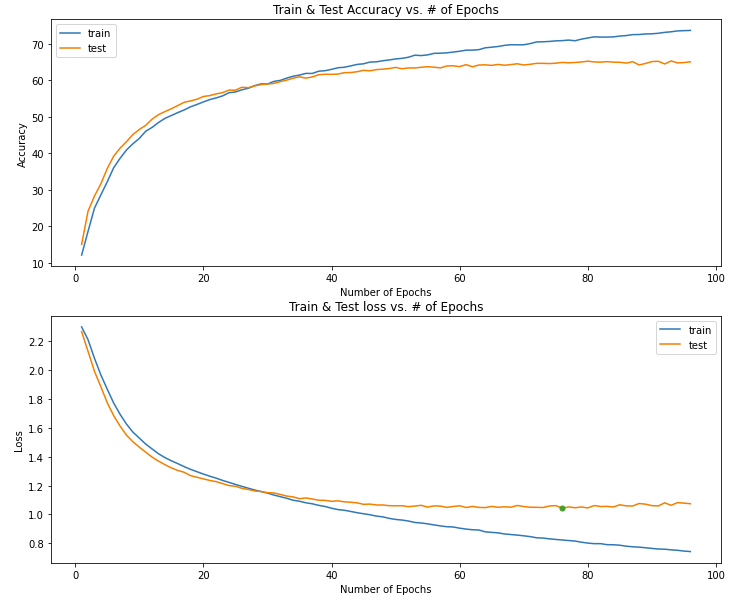 Train & Test Accuracy vs. # of Epochs
train
test
Accuracy
70
60
50
40
30
20
10
0 20 40 60 80 100
Number of Epochs
Train & Test loss vs. # of Epochs
train
test
Loss
2.2
2.0
1.8
1.6
1.4
1.2
1.0
0.8
0 20 40 60 80 100
Number of Epochs